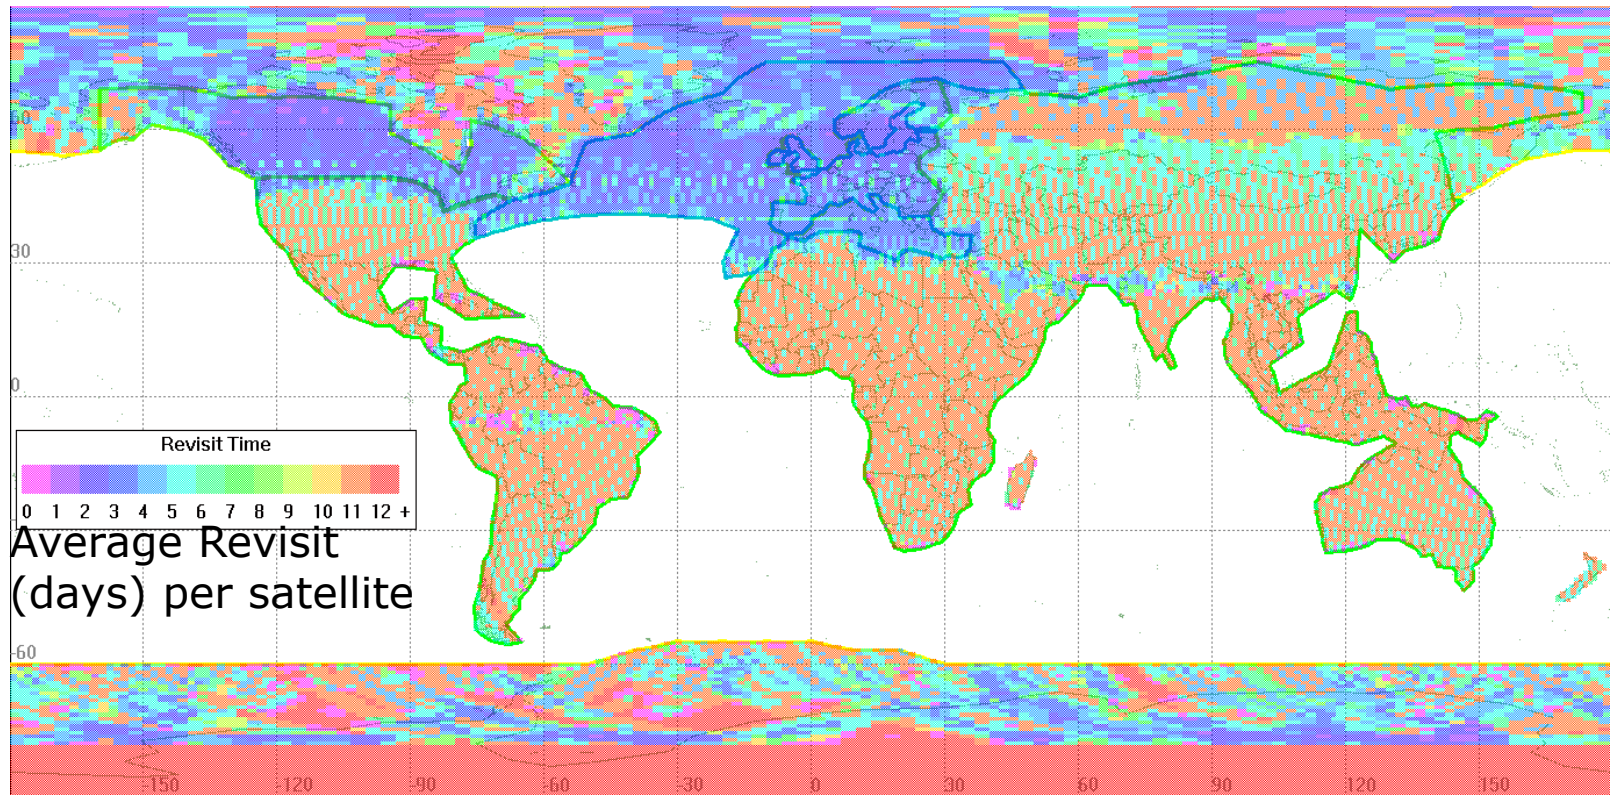 60
30
0
Revisit Time
0 1 2 3 4 5 6 7 8 9 10 11 12 +
Average Revisit
(days) per satellite
-60
-150 -120 -90 -60 -30 0 30 60 90 120 150